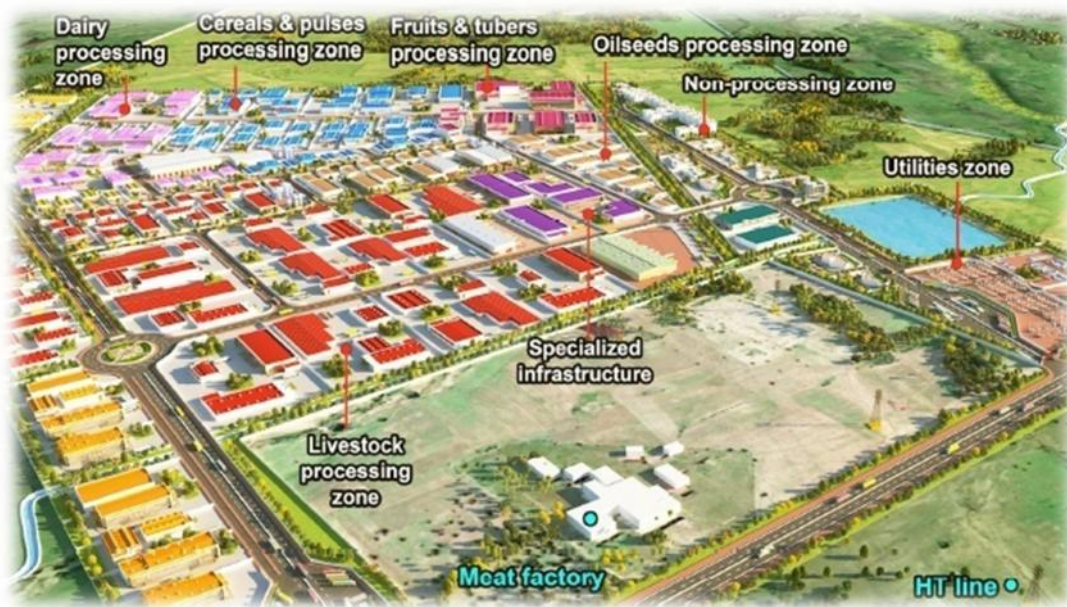 Dairy
processing
zone
Cereals & pulses
processing zone
Fruits & tubers
processing zone
Oilseeds processing zone
Non-processing zone
Utilities zone
Specialized
infrastructure
Livestock
processing
zone
Meat factory
HT line